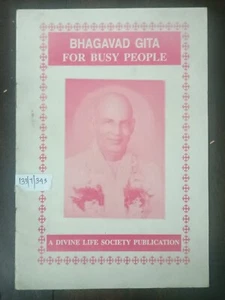 BHAGAVAD GITA
FOR BUSY PEOPLE
A DIVINE LIFE SOCIETY PUBLICATION